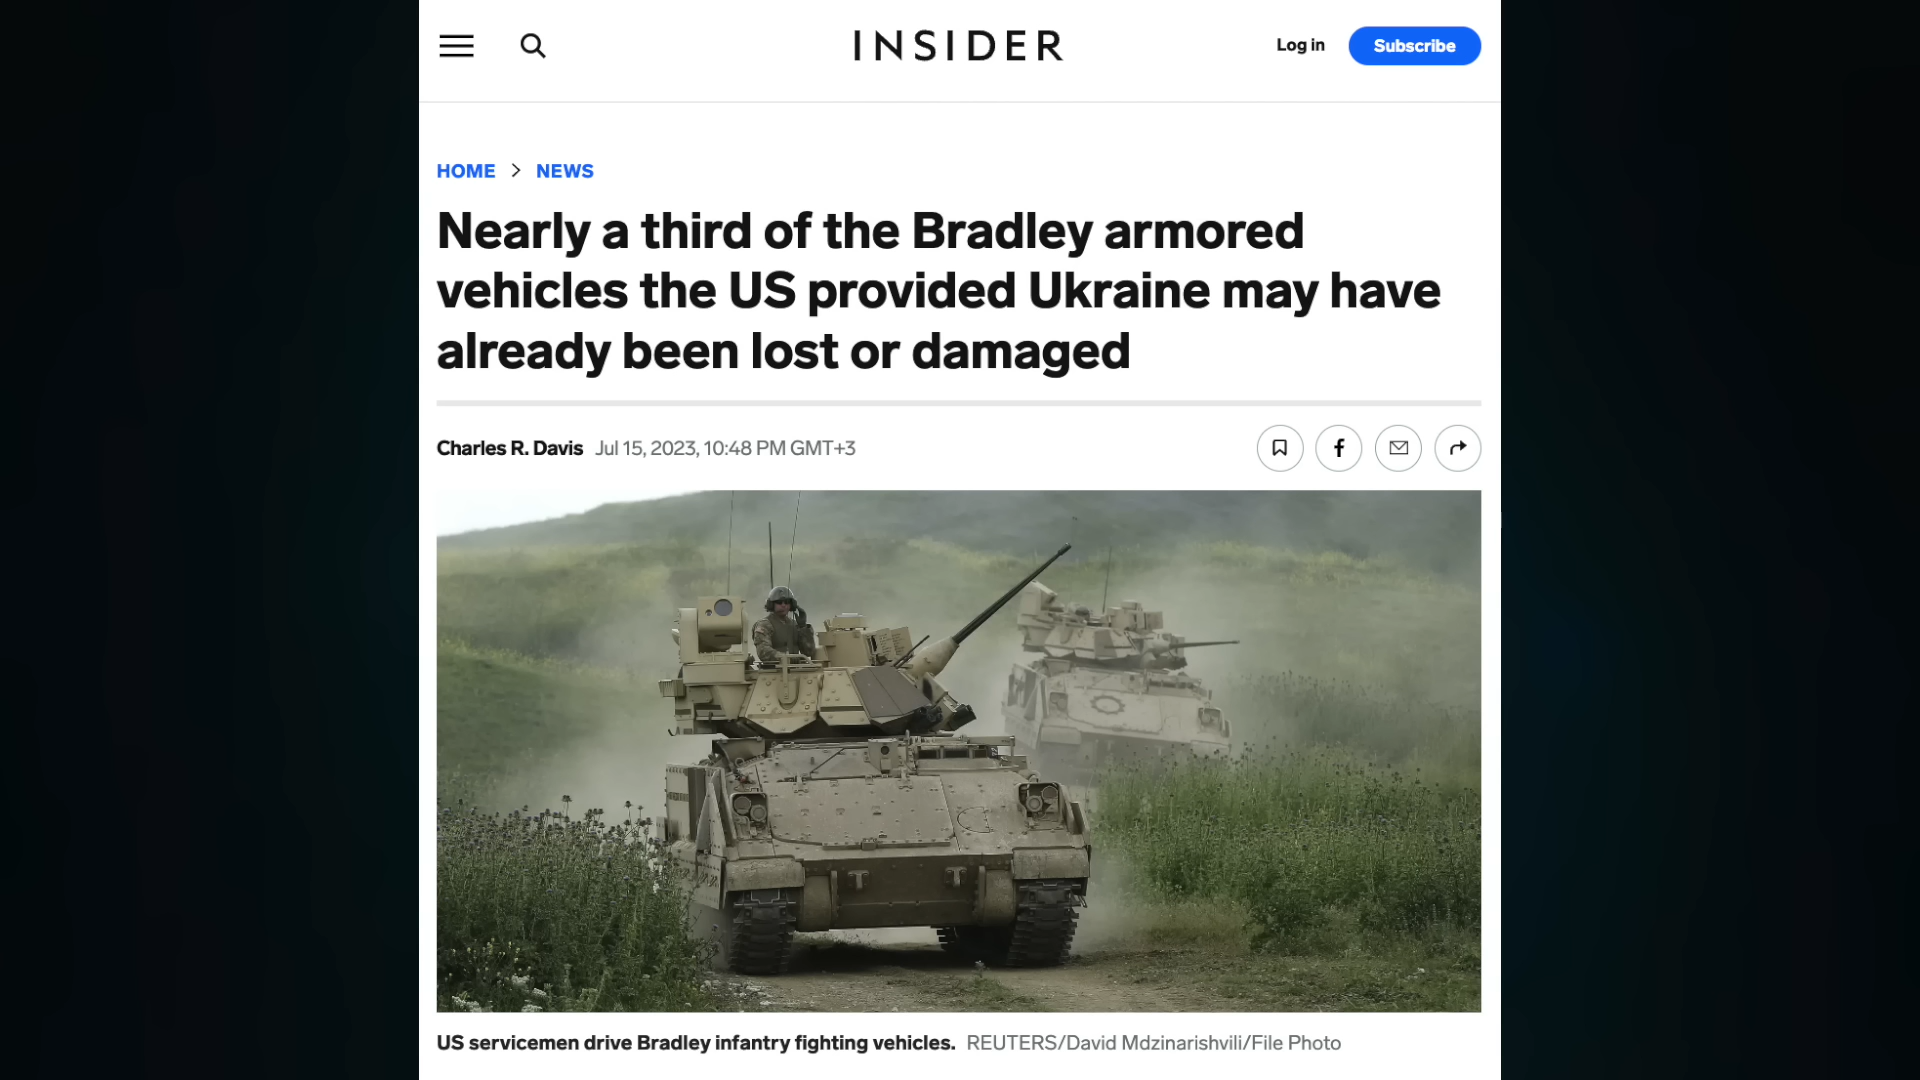 INSIDER
Log in
Subscribe
HOME > NEWS
Nearly a third of the Bradley armored
vehicles the US provided Ukraine may have
already been lost or damaged
Charles R. Davis Jul 15, 2023, 10:48 PM GMT+3
US servicemen drive Bradley infantry fighting vehicles. REUTERS/David Mdzinarishvili/File Photo